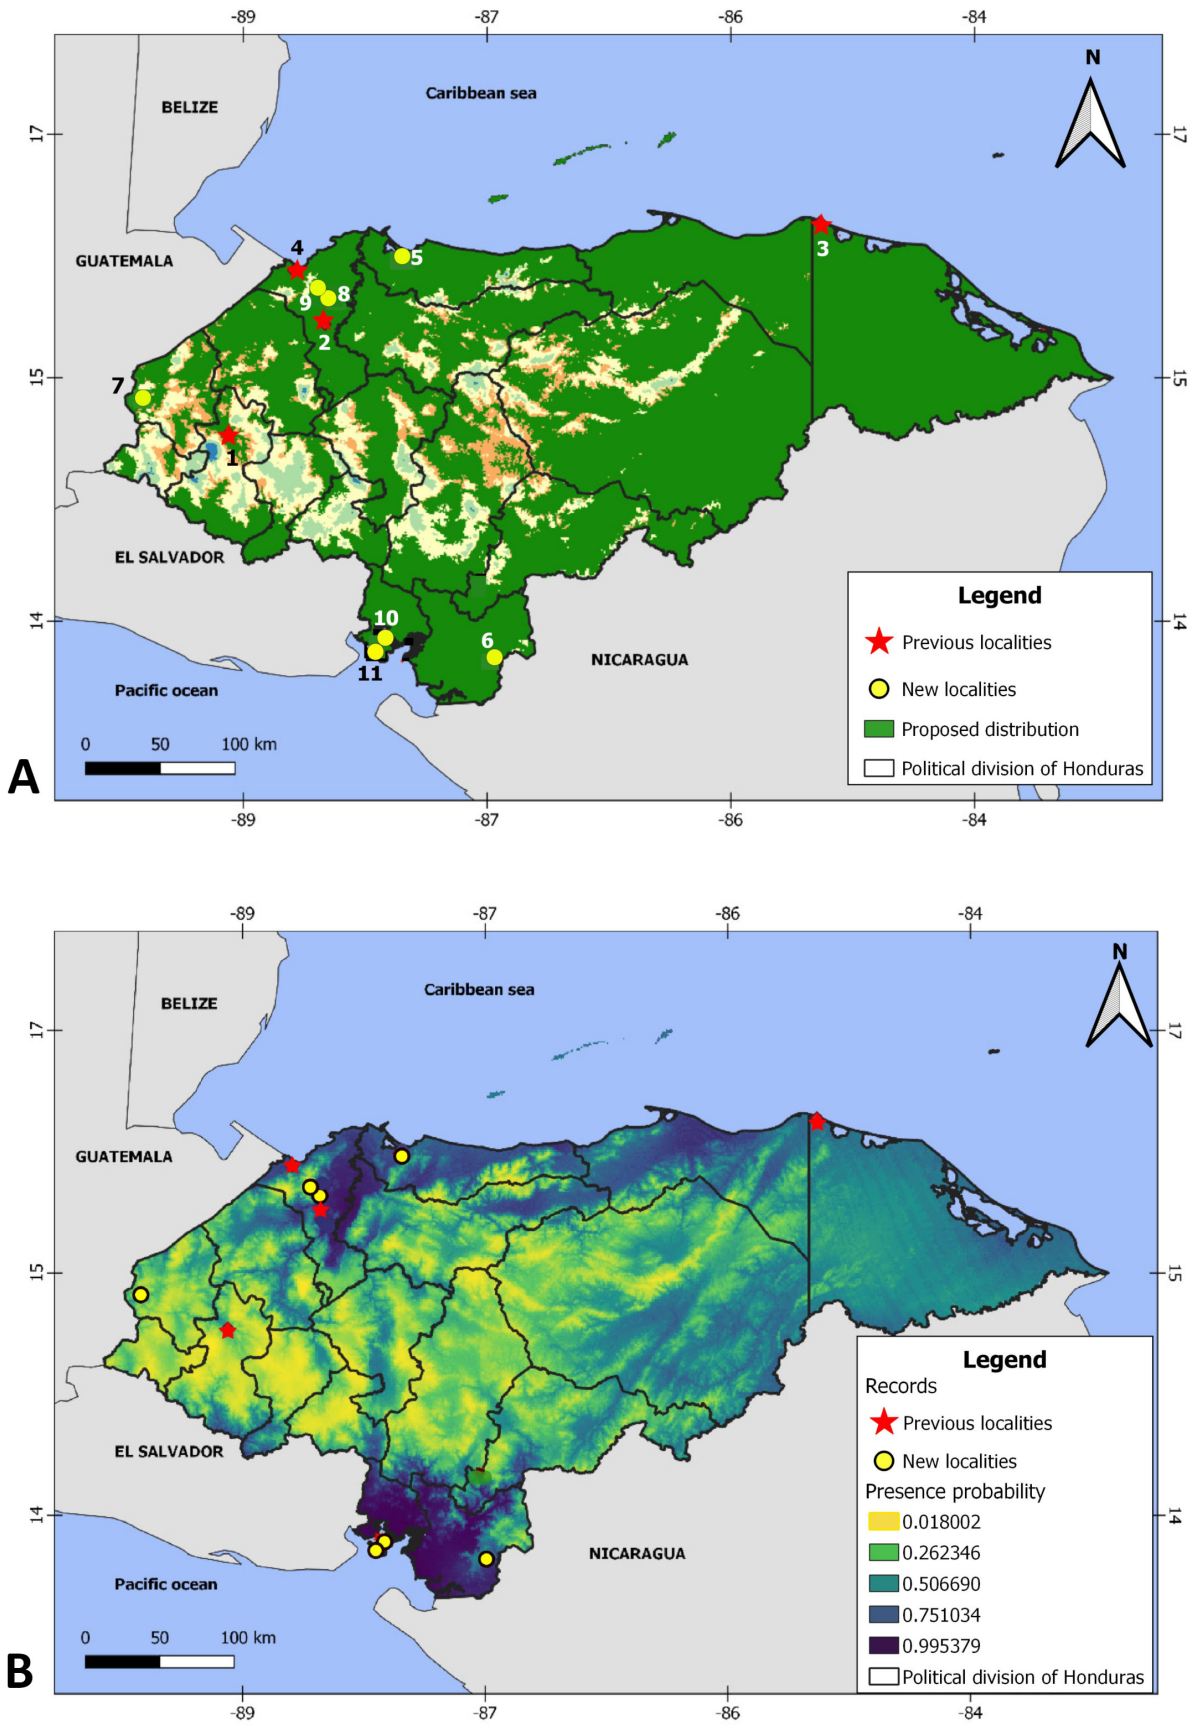 -89 -87 -86 -84
N
Caribbean sea
BELIZE
17 17
3
4
GUATEMALA
5
9 8
2
15 15
7
1
EL SALVADOR
Legend
10
14 14
6
Previous localities
NICARAGUA
11
Pacific ocean
New localities
Proposed distribution
0 50 100 km
Political division of Honduras
A
-89 -87 -86 -84
-89 -87 -86 -84
N
Caribbean sea
BELIZE
17 17
GUATEMALA
15 15
Legend
Records
Previous localities
EL SALVADOR
New localities
Presence probability
14 14
0.018002
NICARAGUA
0.262346
Pacific ocean
0.506690
0.751034
0 50 100 km
0.995379
Political division of Honduras
B
-89 -87 -86 -84